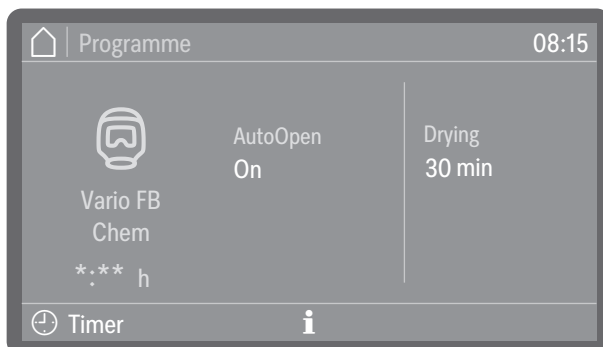 Programme 08:15
AutoOpen
On
Drying
30 min
Vario FB
Chem
*:** h
Timer i